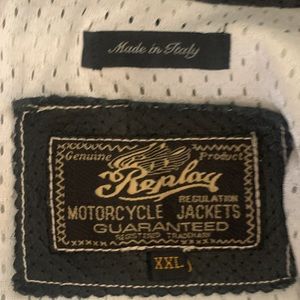 Made in Italy
Genuine Product
Replay
REGULATION
MOTORCYCLE JACKETS
GUARANTEED
REGISTERED TRADEMARK
XXL